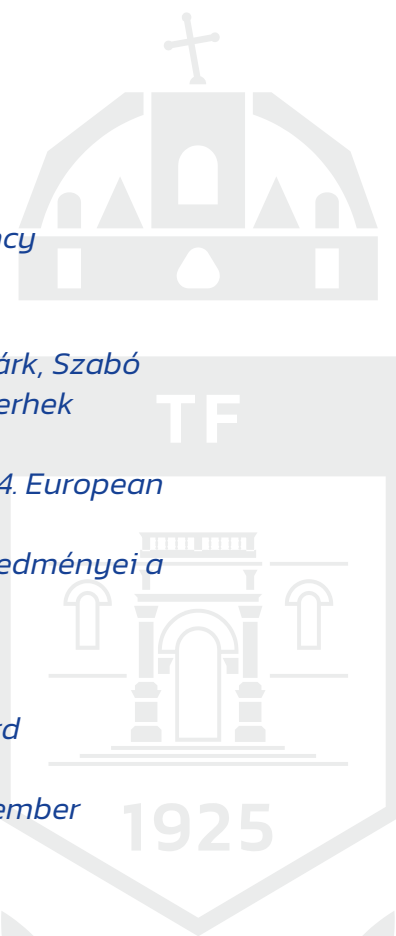 ncy
árk, Szabó
erhek
4. European
edményei a
rd
ember
TF
1925